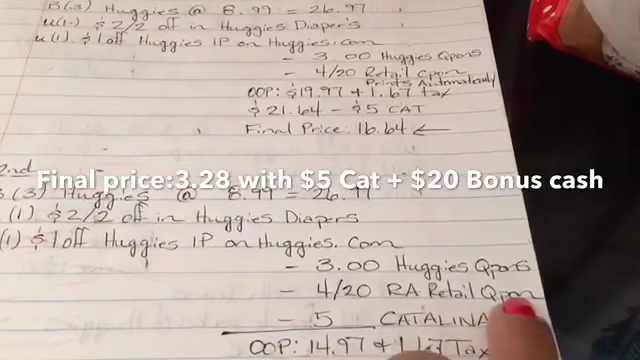 B(3) Huggies @ 8.99 = 26.97
u(1) $2/2 off in Huggies Diaper's
u(1) $1 off Huggies IP on Huggies.Com
- 3.00 Huggies Qpons
- 4/20 Retail Cpon
Prints Automatically
OOP: $19.97 + 1.67 Tax
$21.64 - $5 CAT
Final Price: 16.64 ←
2nd
Final price:3.28 with $5 Cat + $20 Bonus cash
B(3) Huggies @ 8.99 = 26.97
(1) $2/2 off in Huggies Diapers
(1) $1 off Huggies IP on Huggies.Com
- 3.00 Huggies Qpons
- 4/20 RA Retail Qpon
- 5 CATALINA
OOP: 14.97 + 1.67 Tax